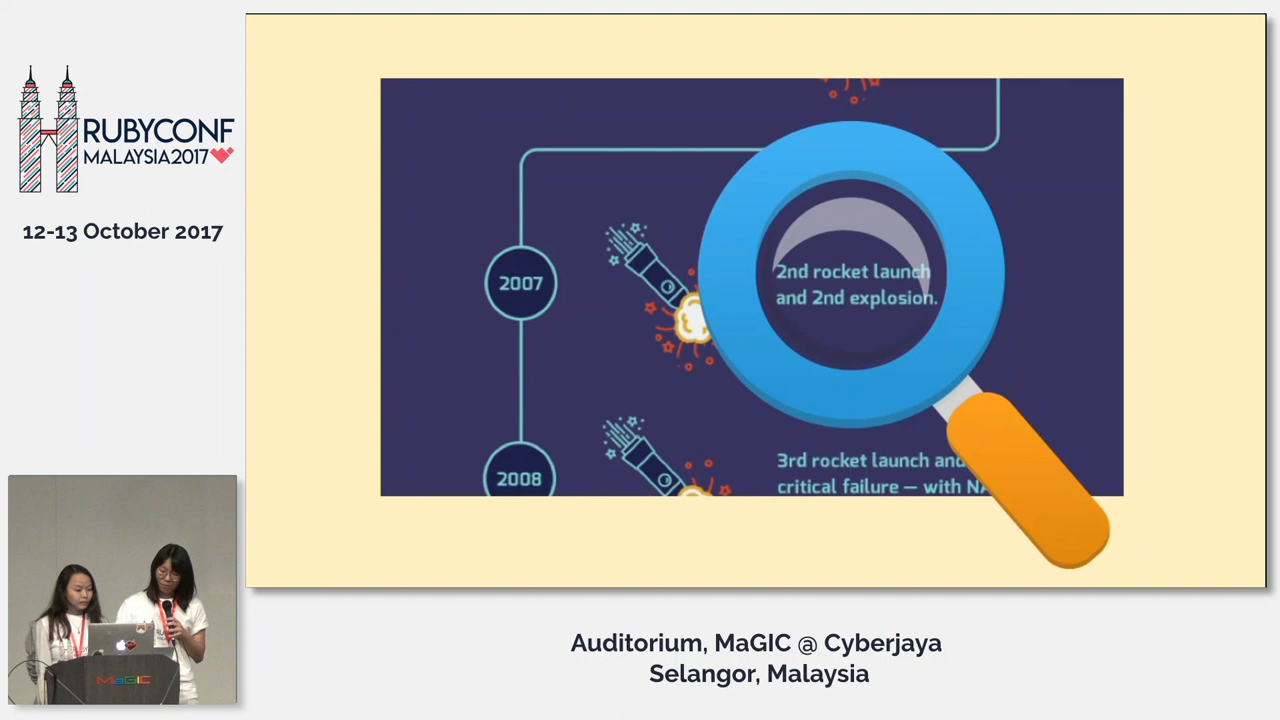 RUBYCONF
MALAYSIA2017
12-13 October 2017
2007
2nd rocket launch
and 2nd explosion.
2008
3rd rocket launch and
critical failure — with
MaGIC
Auditorium, MaGIC @ Cyberjaya
Selangor, Malaysia